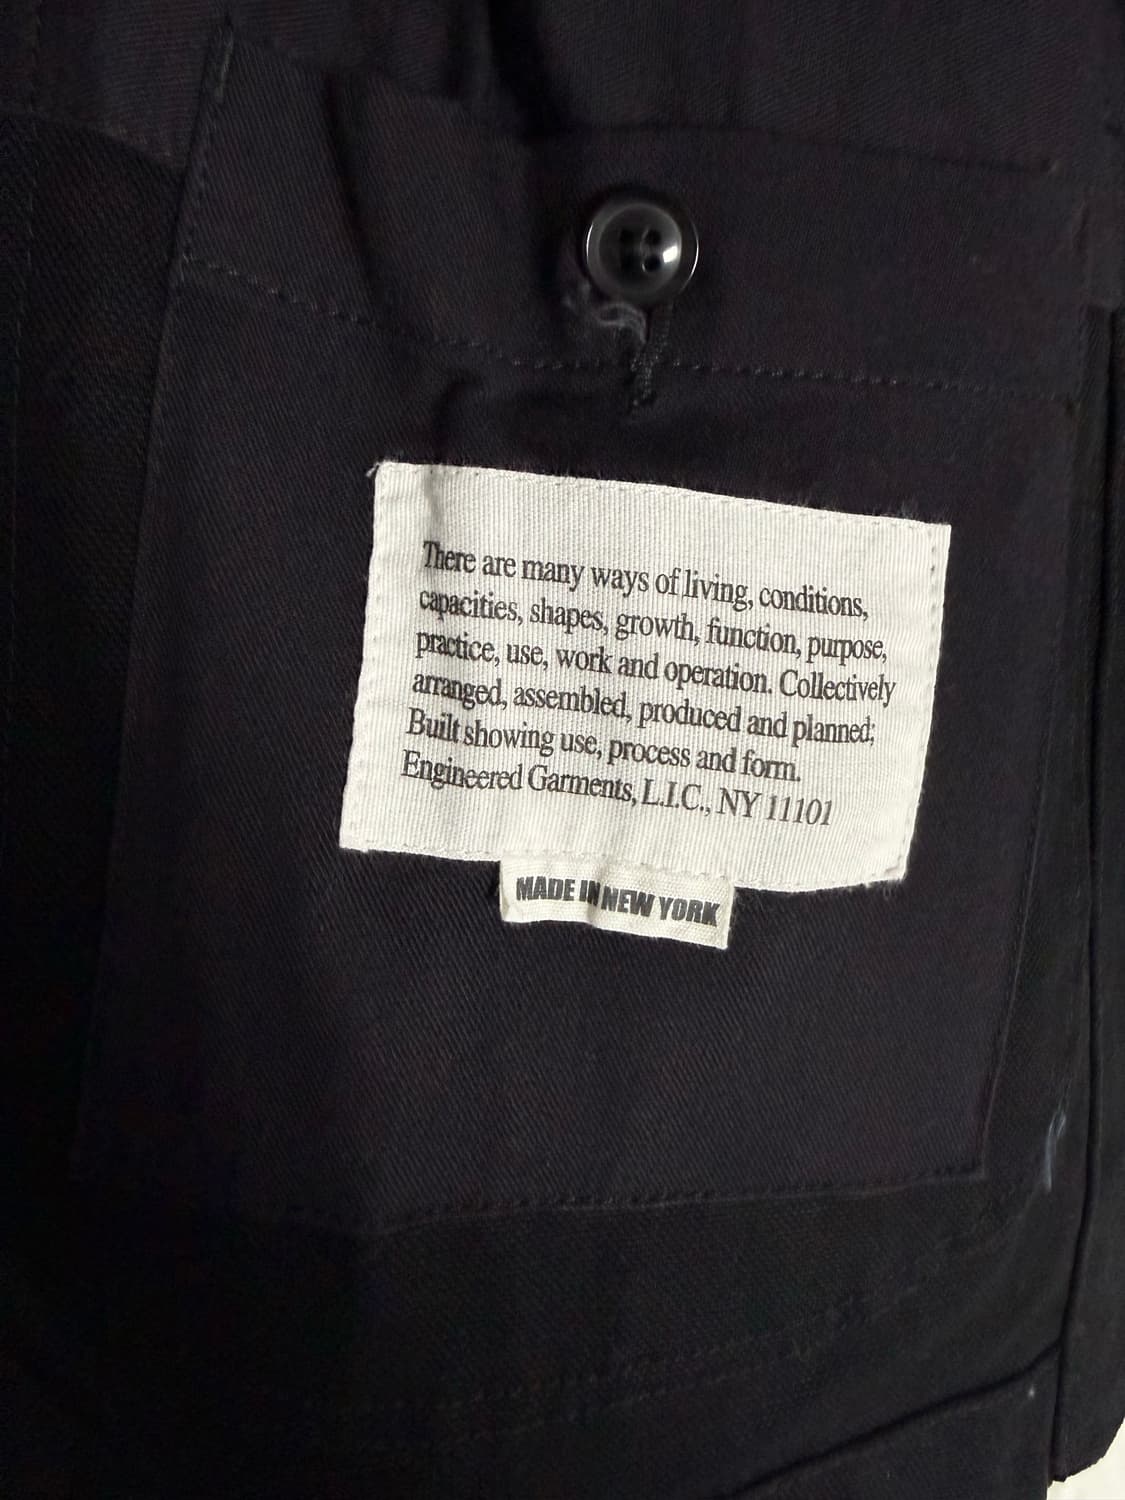 There are many ways of living, conditions,
capacities, shapes, growth, function, purpose,
practice, use, work and operation. Collectively
arranged, assembled, produced and planned;
Built showing use, process and form.
Engineered Garments, L.I.C., NY 11101
MADE IN NEW YORK